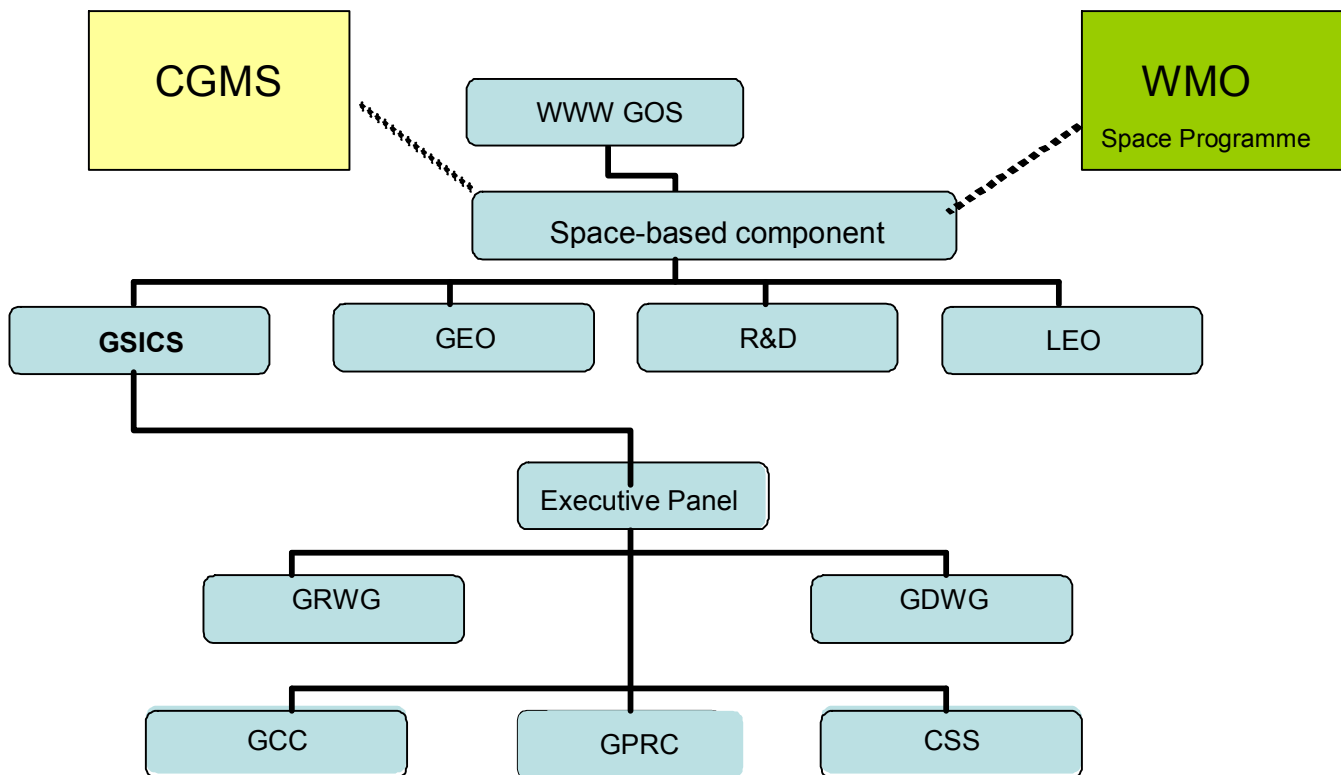 CGMS
WWW GOS
WMO
Space Programme
Space-based component
GSICS
GEO
R&D
LEO
Executive Panel
GRWG
GDWG
GCC
GPRC
CSS